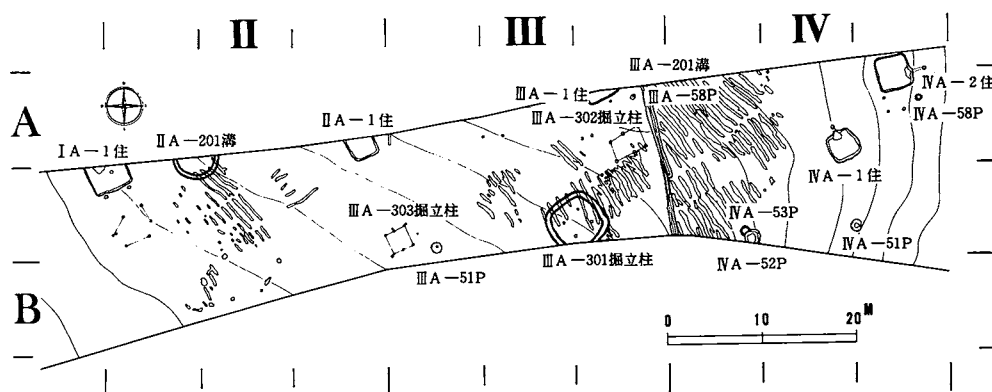 II
III
IV
A
B
ⅠA－1住
ⅡA－201溝
ⅡA－1住
ⅢA－1住
ⅢA－302掘立柱
ⅢA－201溝
ⅢA－58P
ⅣA－2住
ⅣA－58P
ⅣA－1住
ⅢA－303掘立柱
ⅣA－53P
ⅢA－51P
ⅢA－301掘立柱
ⅣA－52P
ⅣA－51P
0 10 20 M